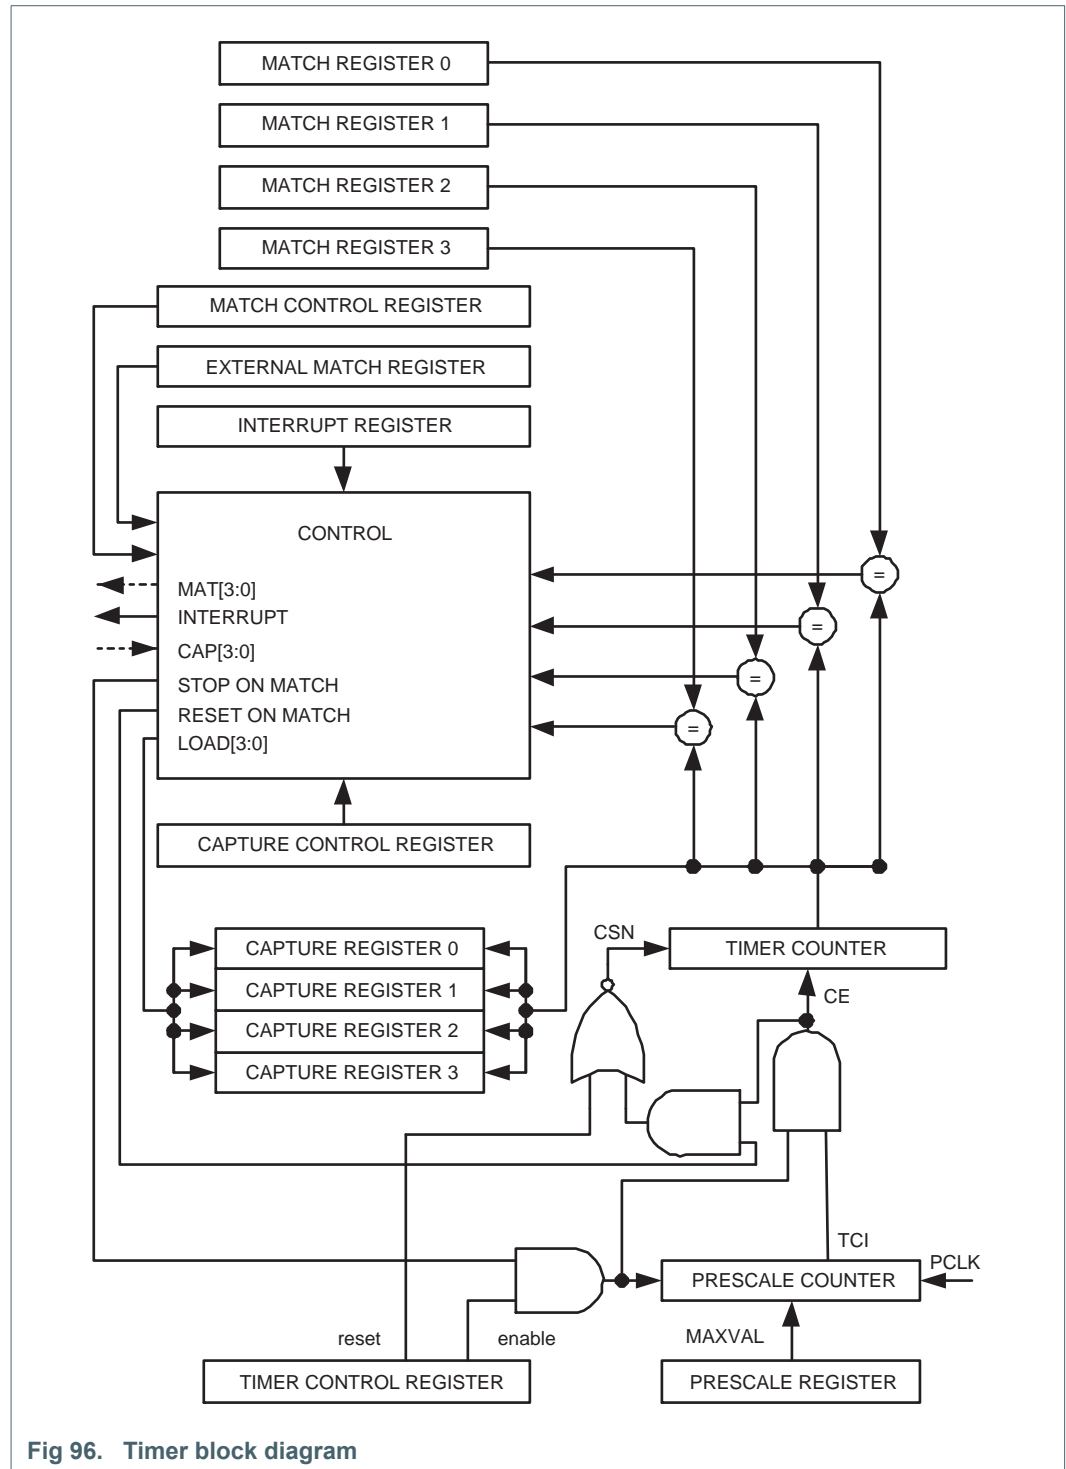 MATCH REGISTER 0
MATCH REGISTER 1
MATCH REGISTER 2
MATCH REGISTER 3
MATCH CONTROL REGISTER
EXTERNAL MATCH REGISTER
INTERRUPT REGISTER
CONTROL
MAT[3:0]
INTERRUPT
CAP[3:0]
STOP ON MATCH
RESET ON MATCH
LOAD[3:0]
=
=
=
=
CAPTURE CONTROL REGISTER
CSN
TIMER COUNTER
CAPTURE REGISTER 0
CAPTURE REGISTER 1
CAPTURE REGISTER 2
CAPTURE REGISTER 3
CE
TCI
PCLK
PRESCALE COUNTER
reset
enable
MAXVAL
TIMER CONTROL REGISTER
PRESCALE REGISTER
Fig 96. Timer block diagram